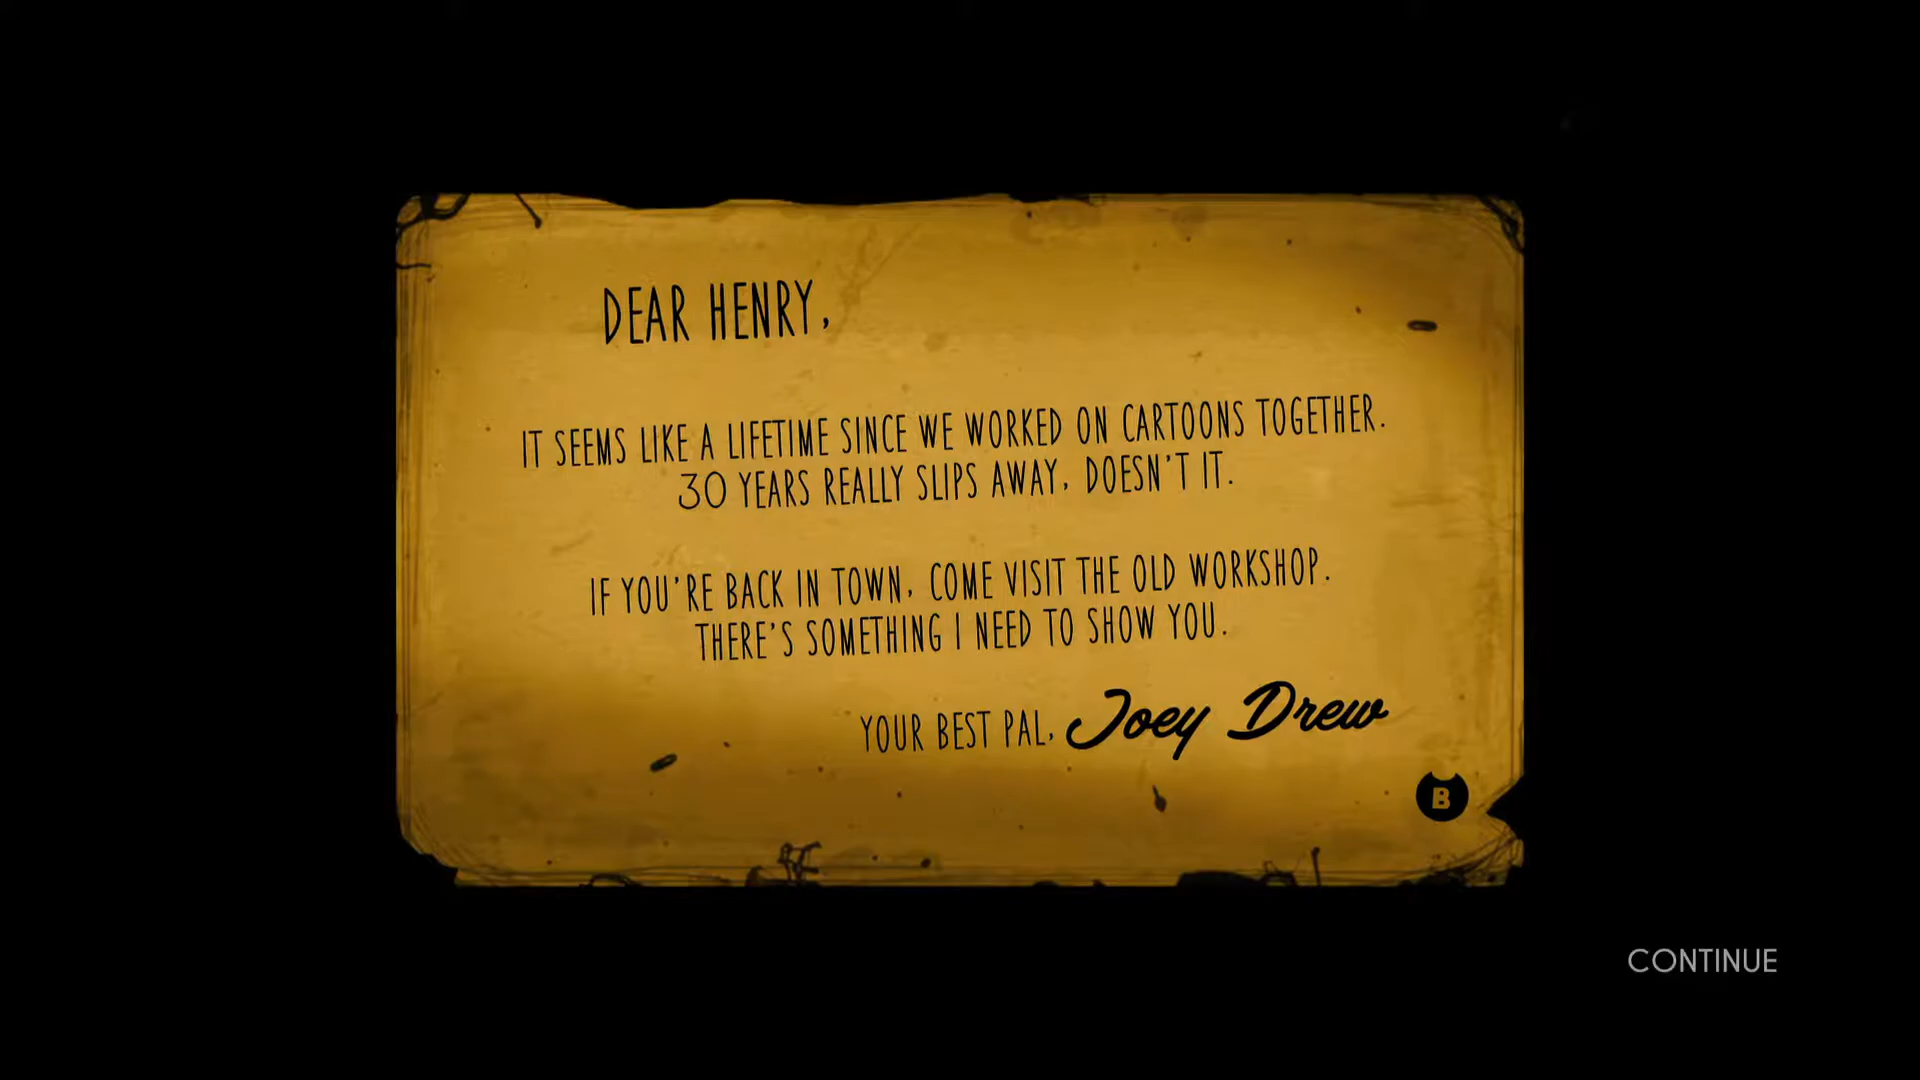 DEAR HENRY,
IT SEEMS LIKE A LIFETIME SINCE WE WORKED ON CARTOONS TOGETHER.
30 YEARS REALLY SLIPS AWAY, DOESN'T IT.
IF YOU'RE BACK IN TOWN, COME VISIT THE OLD WORKSHOP.
THERE'S SOMETHING I NEED TO SHOW YOU.
YOUR BEST PAL, Joey Drew
B
CONTINUE